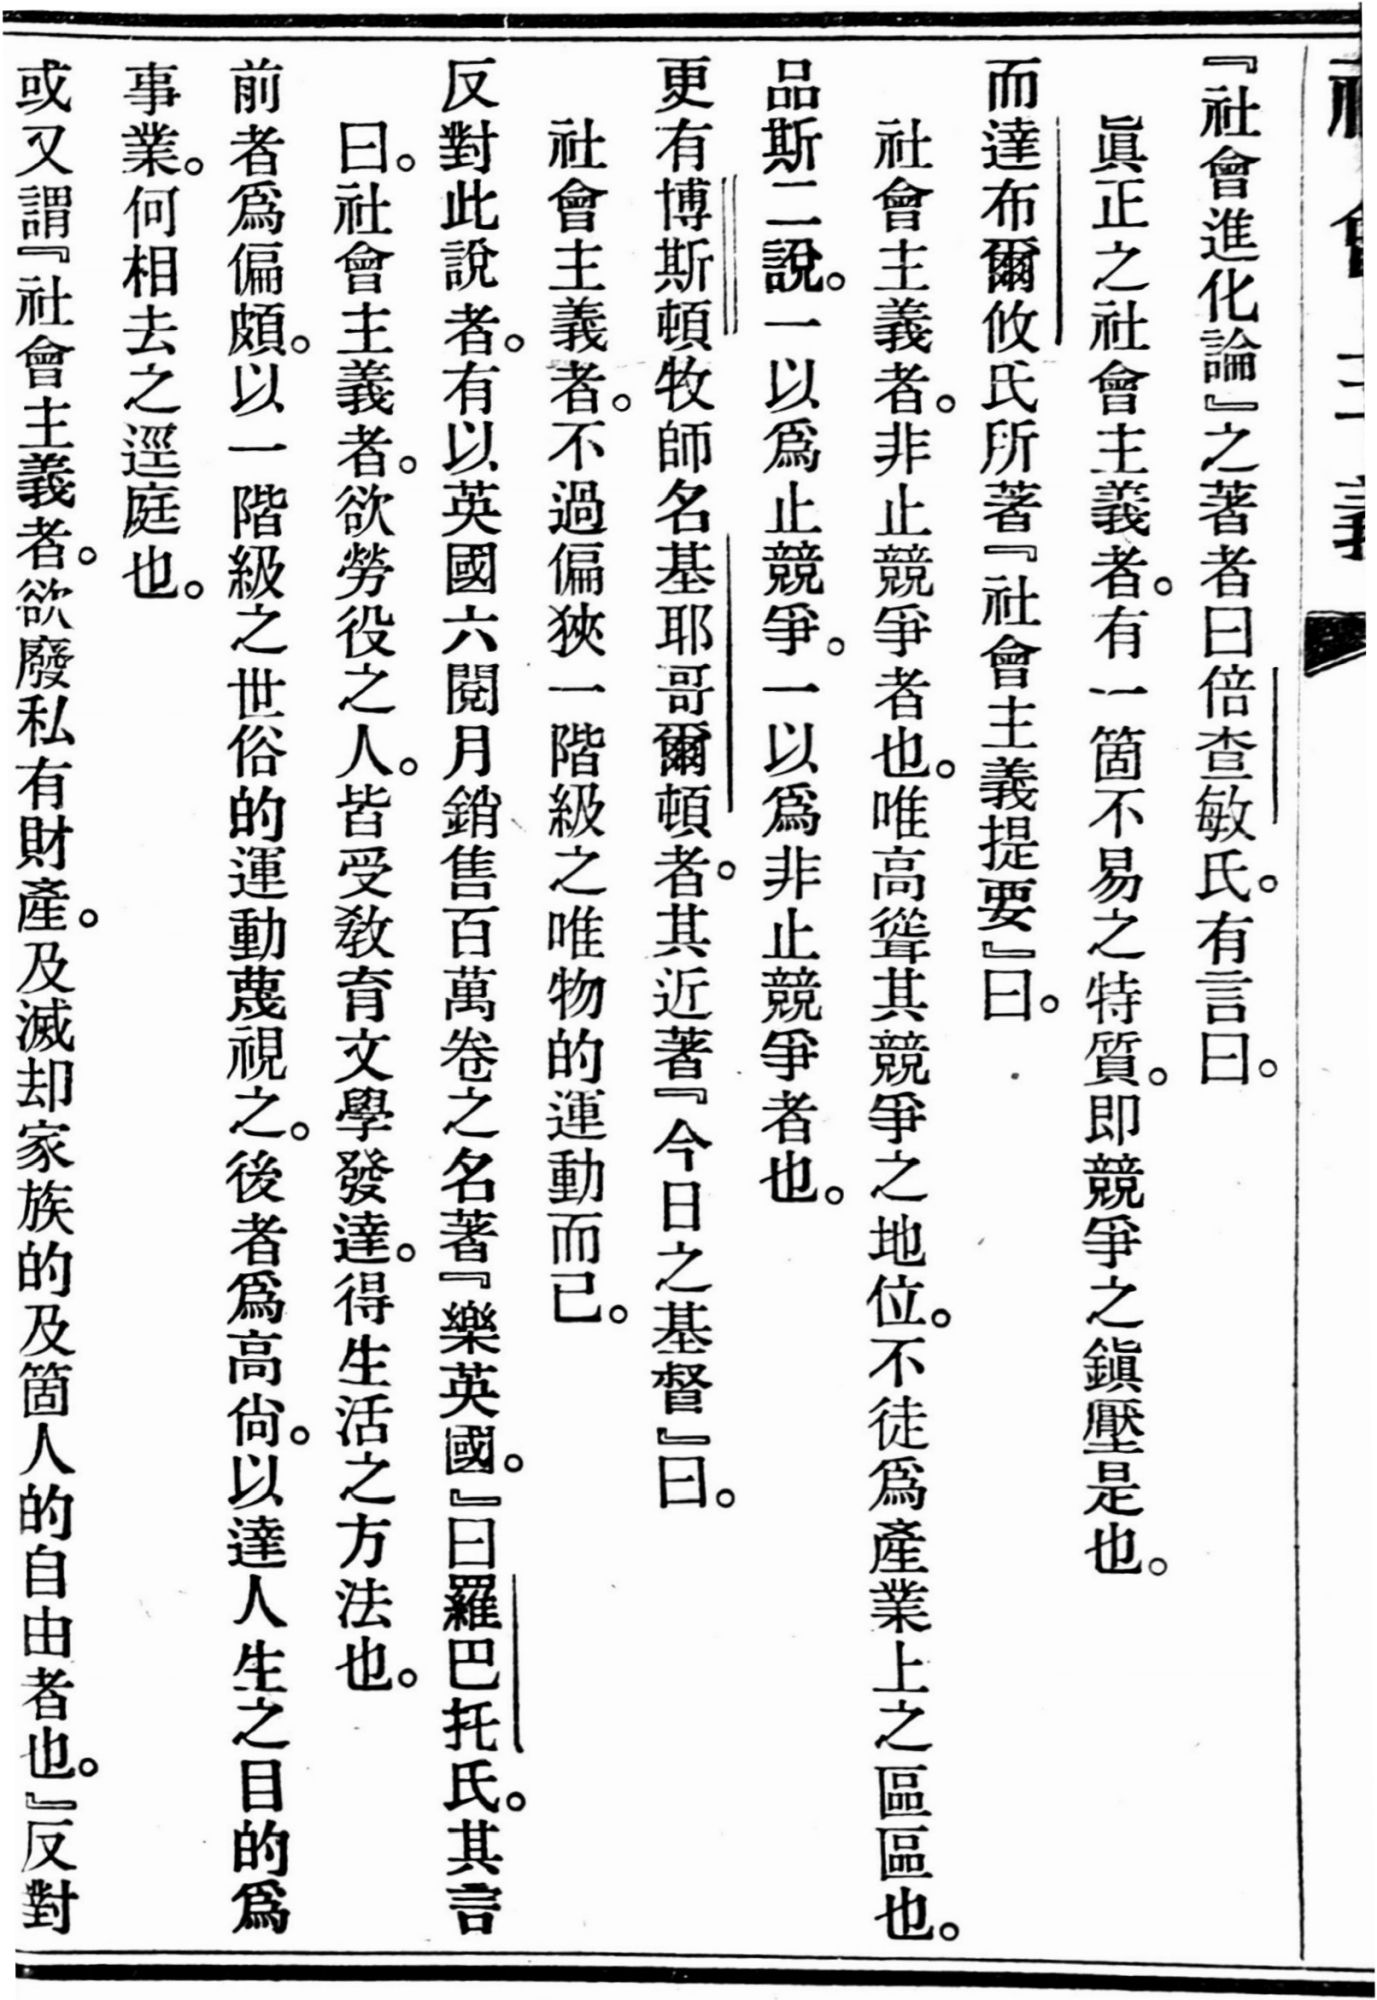 社會主義
『社會進化論』之著者曰倍查敏氏。有言曰。
眞正之社會主義者。有一箇不易之特質。卽競爭之鎭壓是也。
而達布爾攸氏所著『社會主義提要』曰。
社會主義者。非止競爭者也。唯高聳其競爭之地位。不徒爲產業上之區區也。
品斯二說。一以爲止競爭。一以爲非止競爭者也。
更有博斯頓牧師名基耶哥爾頓者。其近著『今日之基督』曰。
社會主義者。不過偏狹一階級之唯物的運動而已。
反對此說者。有以英國六閱月銷售百萬卷之名著『樂英國。』曰羅巴托氏。其言
曰。社會主義者。欲勞役之人。皆受敎育文學發達。得生活之方法也。
前者爲偏頗。以一階級之世俗的運動蔑視之。後者爲高尙。以達人生之目的爲
事業。何相去之逕庭也。
或又謂『社會主義者。欲廢私有財產。及滅却家族的及箇人的自由者也。』反對